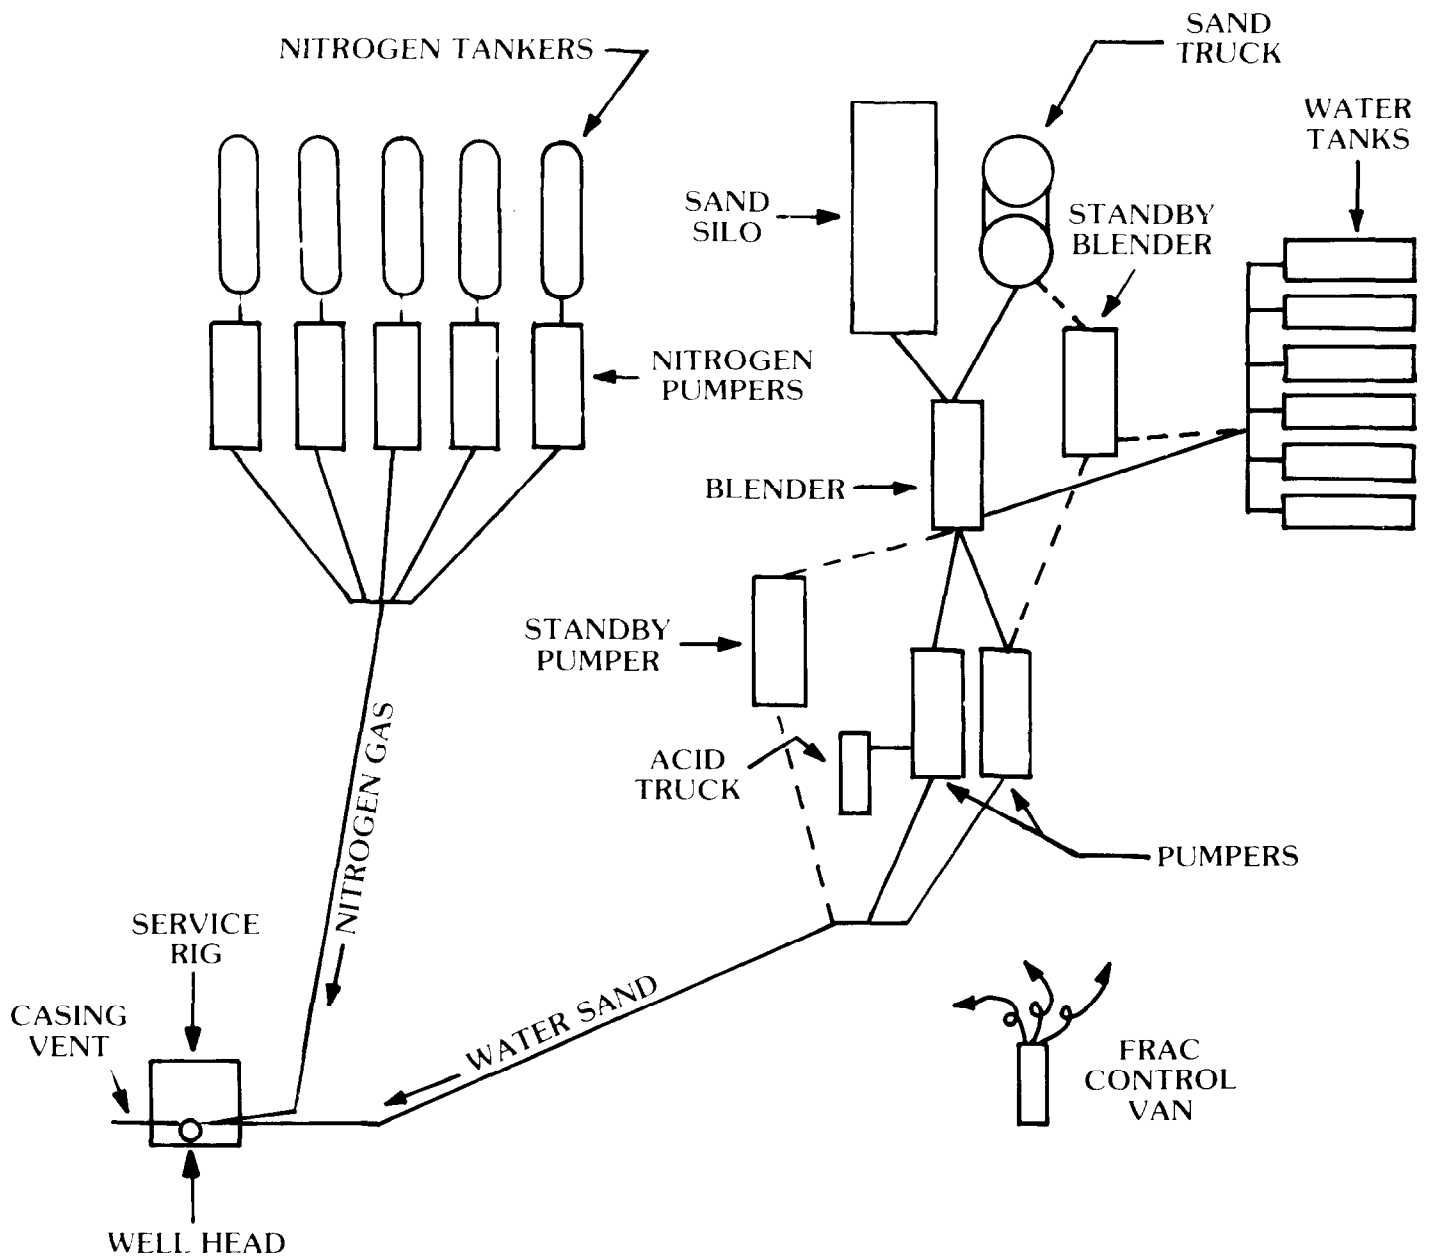 NITROGEN TANKERS
SAND
TRUCK
WATER
TANKS
SAND
SILO
STANDBY
BLENDER
NITROGEN
PUMPERS
BLENDER
STANDBY
PUMPER
ACID
TRUCK
NITROGEN GAS
PUMPERS
SERVICE
RIG
CASING
VENT
WATER SAND
FRAC
CONTROL
VAN
WELL HEAD